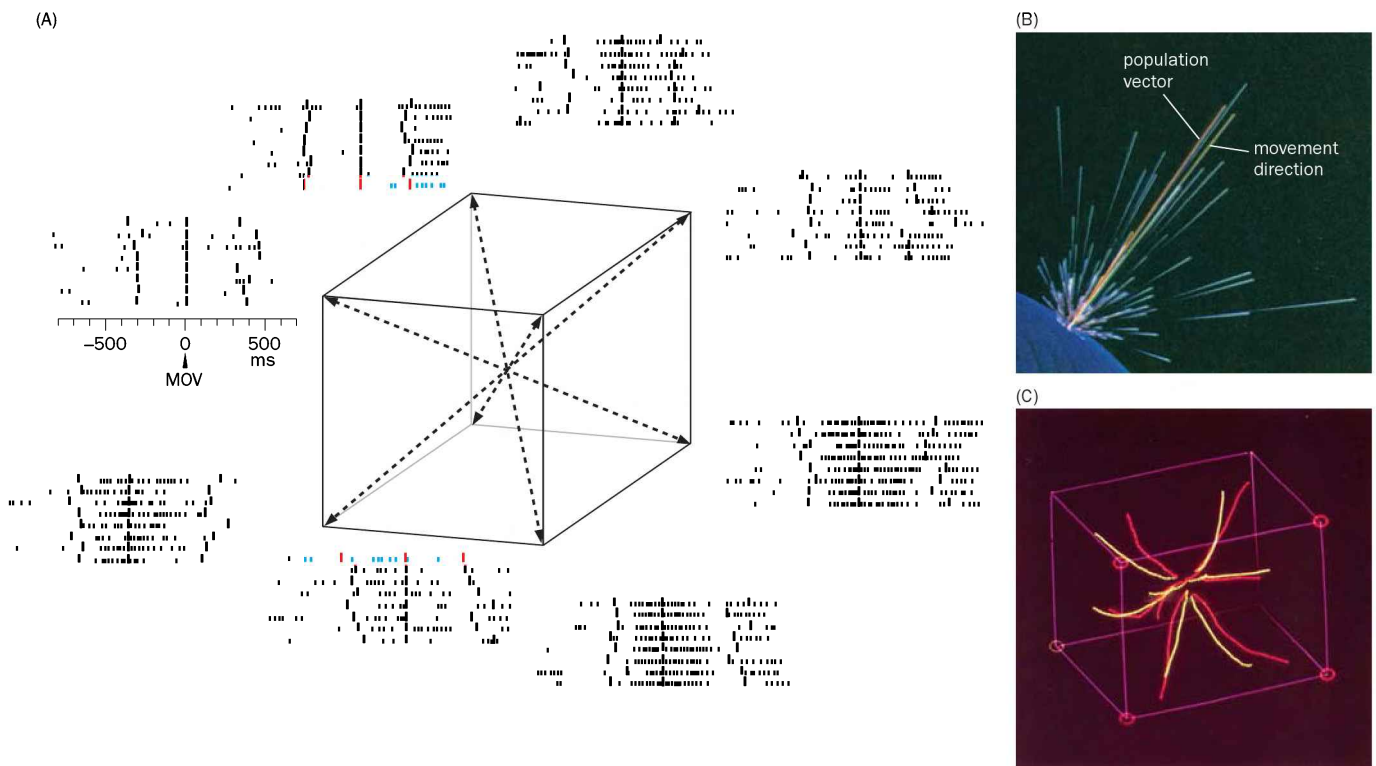 (A)
–500 0 500
ms
MOV
(B)
population
vector
movement
direction
(C)